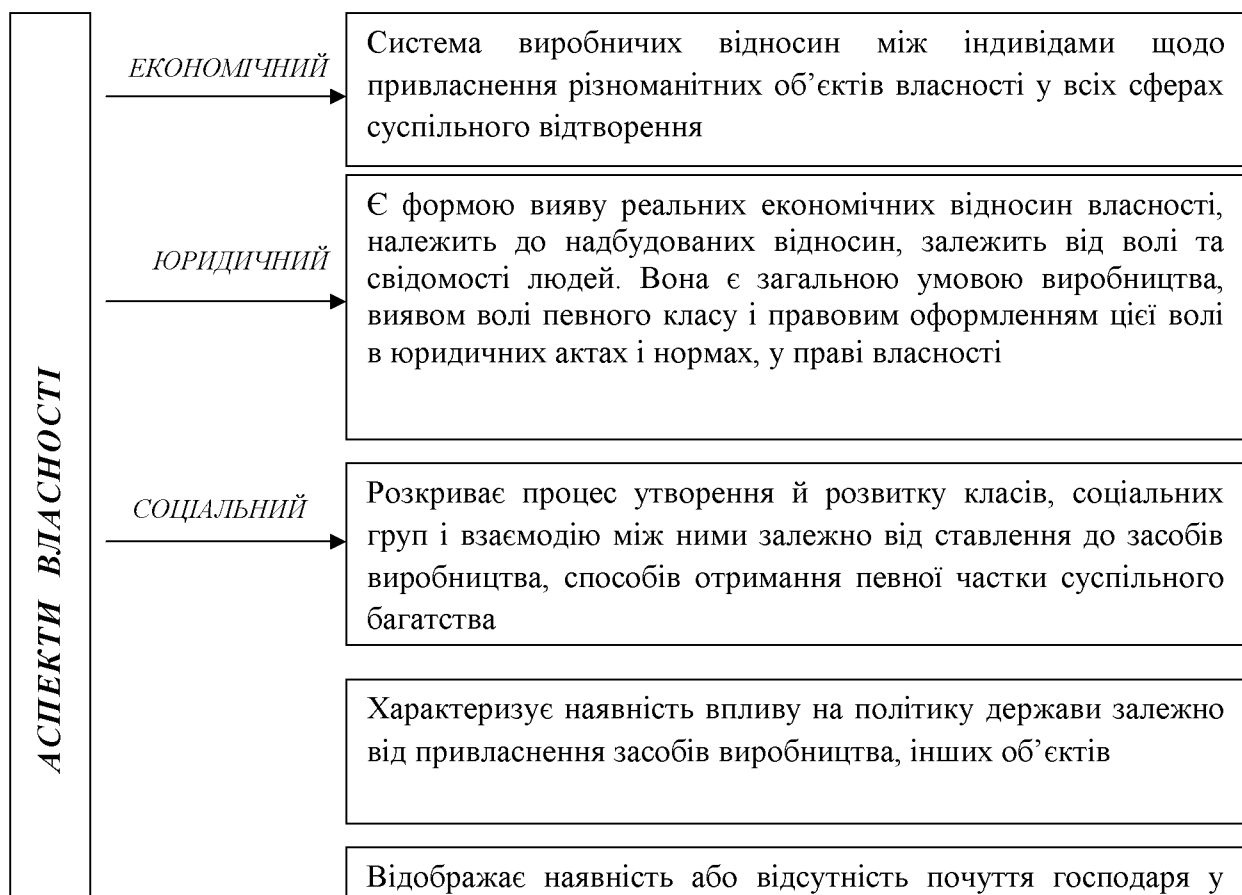 АСПЕКТИ ВЛАСНОСТІ
ЕКОНОМІЧНИЙ
Система виробничих відносин між індивідами щодо
привласнення різноманітних об’єктів власності у всіх сферах
суспільного відтворення
ЮРИДИЧНИЙ
Є формою вияву реальних економічних відносин власності,
належить до надбудованих відносин, залежить від волі та
свідомості людей. Вона є загальною умовою виробництва,
виявом волі певного класу і правовим оформленням цієї волі
в юридичних актах і нормах, у праві власності
СОЦІАЛЬНИЙ
Розкриває процес утворення й розвитку класів, соціальних
груп і взаємодію між ними залежно від ставлення до засобів
виробництва, способів отримання певної частки суспільного
багатства
Характеризує наявність впливу на політику держави залежно
від привласнення засобів виробництва, інших об’єктів
Відображає наявність або відсутність почуття господаря у